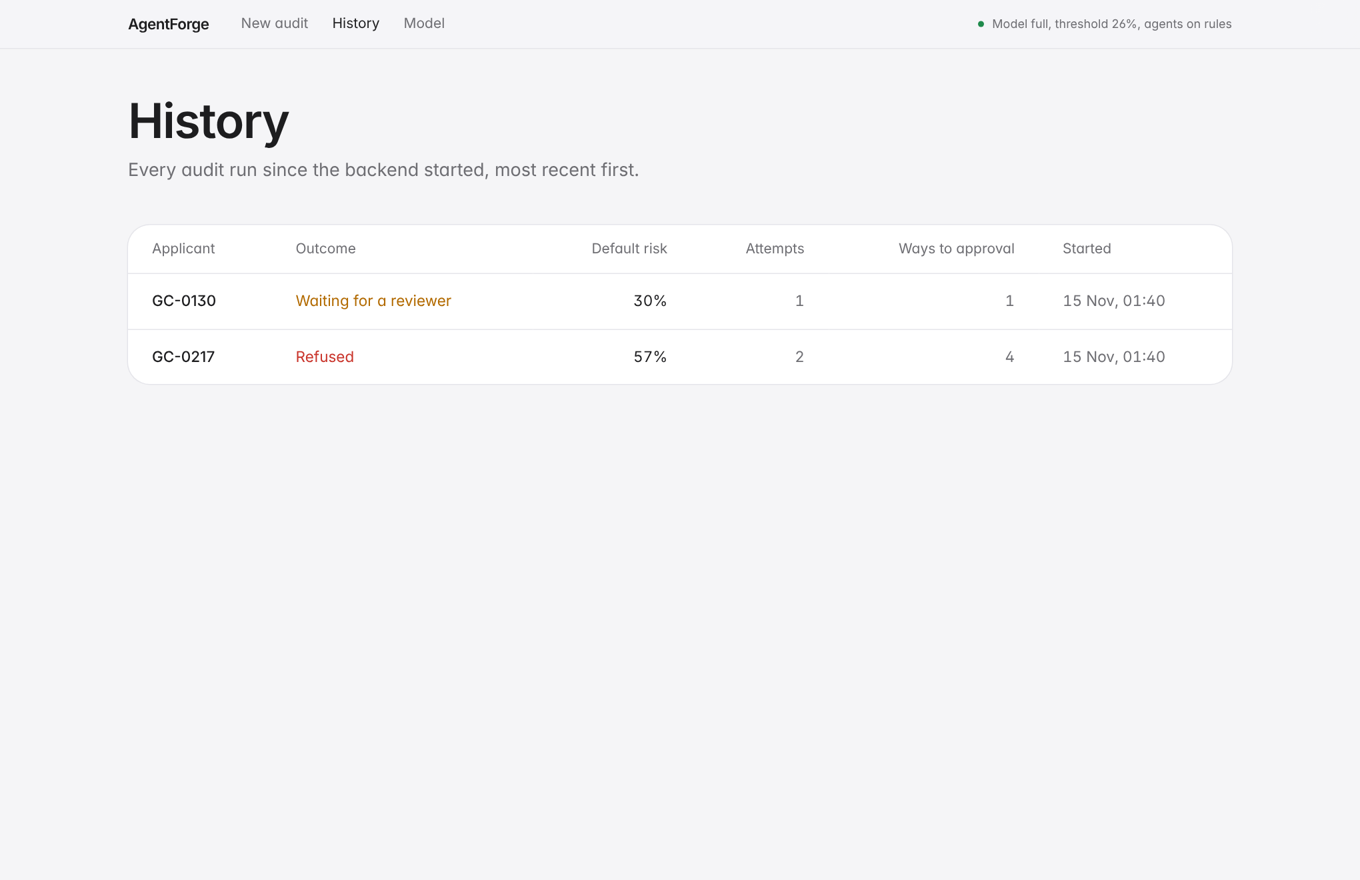 AgentForge New audit History Model Model full, threshold 26%, agents on rules
History
Every audit run since the backend started, most recent first.
Applicant Outcome Default risk Attempts Ways to approval Started
GC-0130 Waiting for a reviewer 30% 1 1 15 Nov, 01:40
GC-0217 Refused 57% 2 4 15 Nov, 01:40